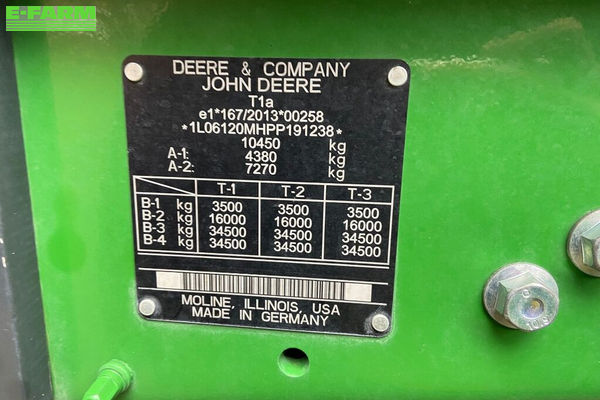 E-FARM
DEERE & COMPANY
JOHN DEERE
T1a
e1*167/2013*00258
*1L06120MHPP191238*
10450 kg
A-1: 4380 kg
A-2: 7270 kg
T-1 T-2 T-3
B-1 kg 3500 3500 3500
B-2 kg 16000 16000 16000
B-3 kg 34500 34500 34500
B-4 kg 34500 34500 34500
MOLINE, ILLINOIS, USA
MADE IN GERMANY